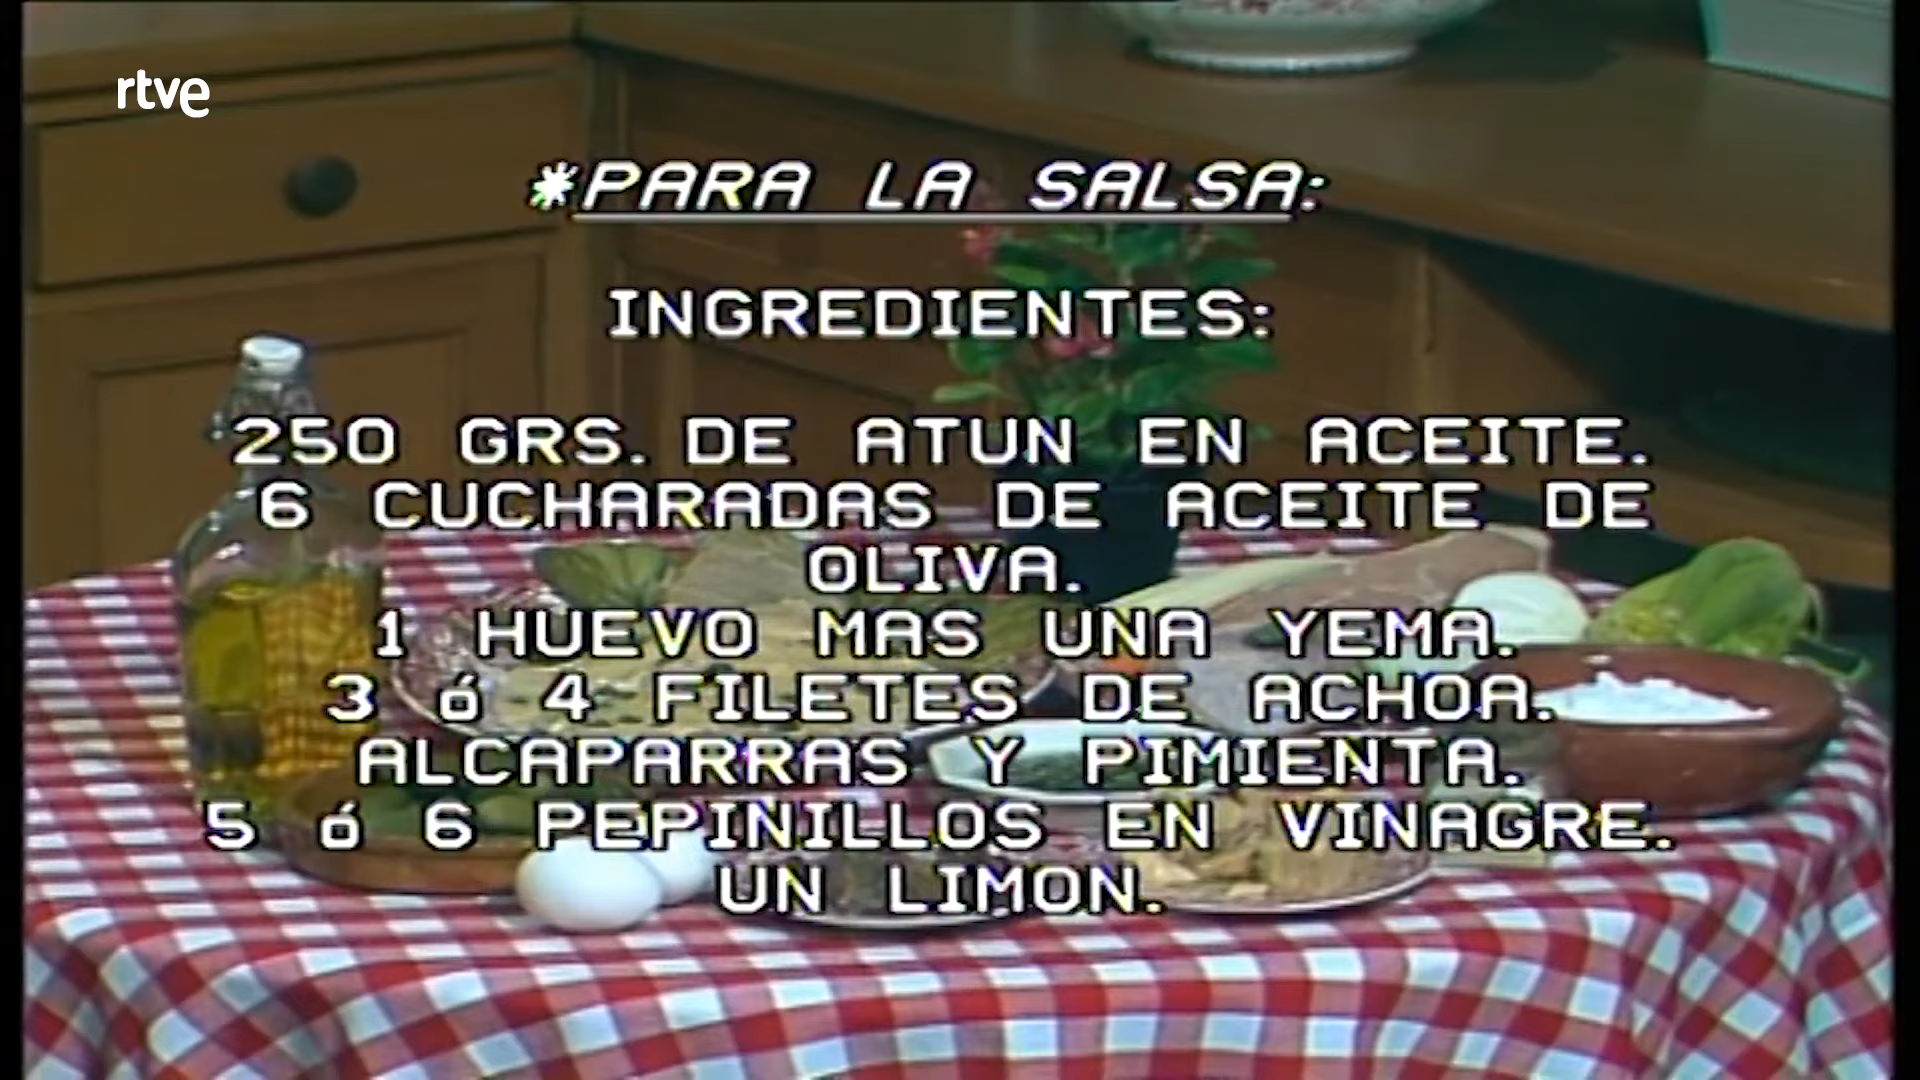 rtve
*PARA LA SALSA:
INGREDIENTES:
250 GRS. DE ATUN EN ACEITE.
6 CUCHARADAS DE ACEITE DE
OLIVA.
1 HUEVO MAS UNA YEMA.
3 ó 4 FILETES DE ACHOA.
ALCAPARRAS Y PIMIENTA.
5 ó 6 PEPINILLOS EN VINAGRE.
UN LIMON.